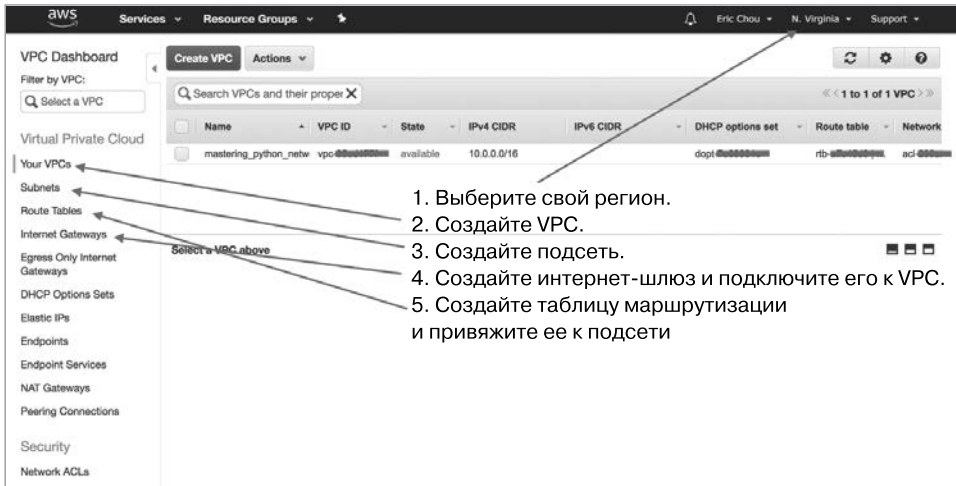 aws Services Resource Groups Eric Chou N. Virginia Support
VPC Dashboard
Filter by VPC:
Select a VPC
Virtual Private Cloud
Your VPCs
Subnets
Route Tables
Internet Gateways
Egress Only Internet
Gateways
DHCP Options Sets
Elastic IPs
Endpoints
Endpoint Services
NAT Gateways
Peering Connections
Security
Network ACLs
Create VPC Actions
Search VPCs and their proper
1 to 1 of 1 VPC
Name VPC ID State IPv4 CIDR IPv6 CIDR DHCP options set Route table Network
mastering_python_netw vpc- available 10.0.0.0/16 dopt- rtb- acl-
Select a VPC above
1. Выберите свой регион.
2. Создайте VPC.
3. Создайте подсеть.
4. Создайте интернет-шлюз и подключите его к VPC.
5. Создайте таблицу маршрутизации
и привяжите ее к подсети